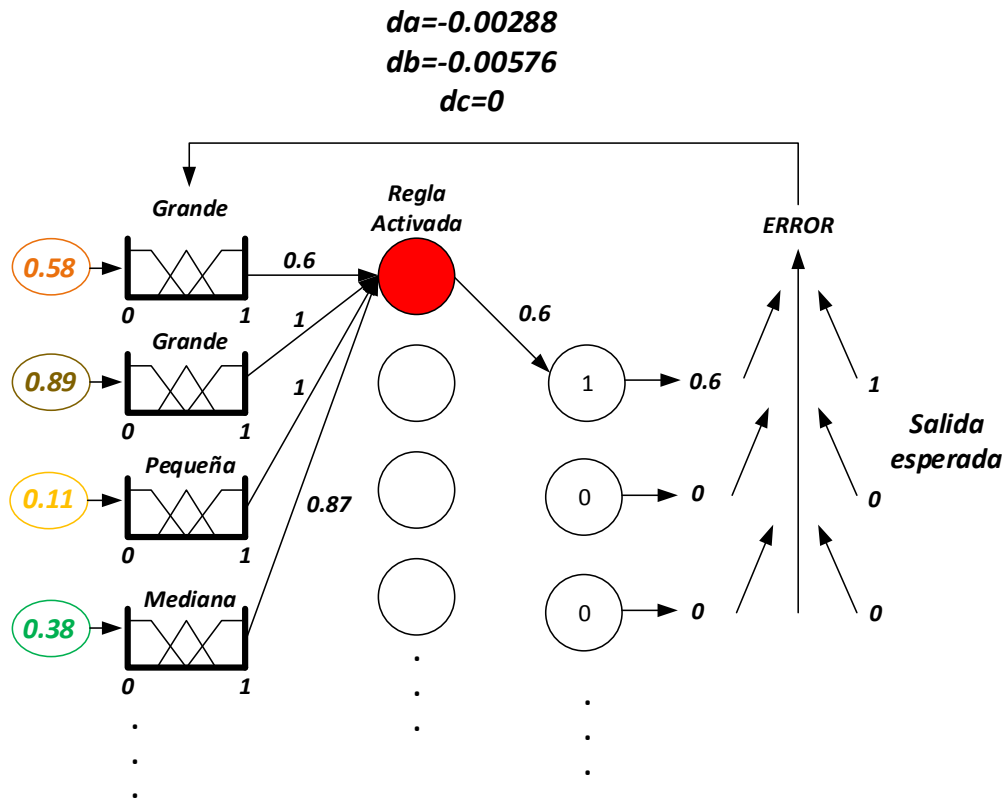 da=-0.00288
db=-0.00576
dc=0
Grande
Regla
Activada
ERROR
0.58
0.6
0 1
Grande
0.89
1
0.6
1
0.6
1
0 1
1
Salida
esperada
Pequeña
0.11
0.87
0
0
0
0 1
Mediana
0.38
0
0
0
0 1